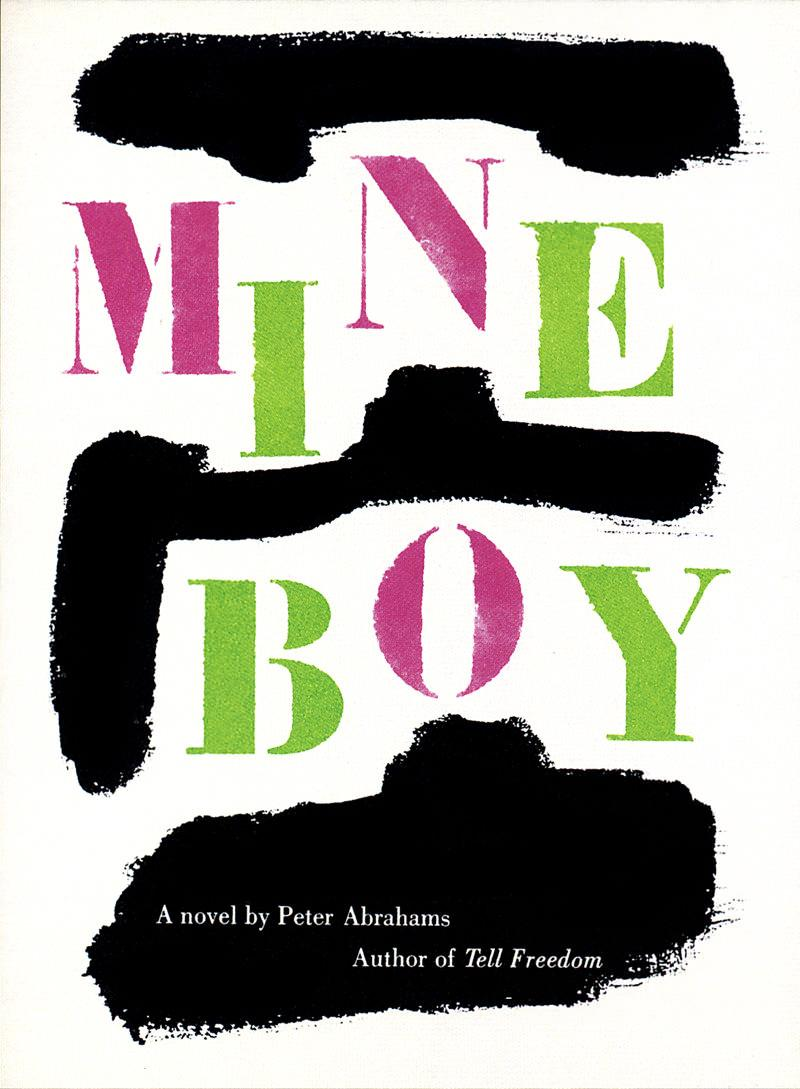 MINE
BOY
A novel by Peter Abrahams
Author of Tell Freedom